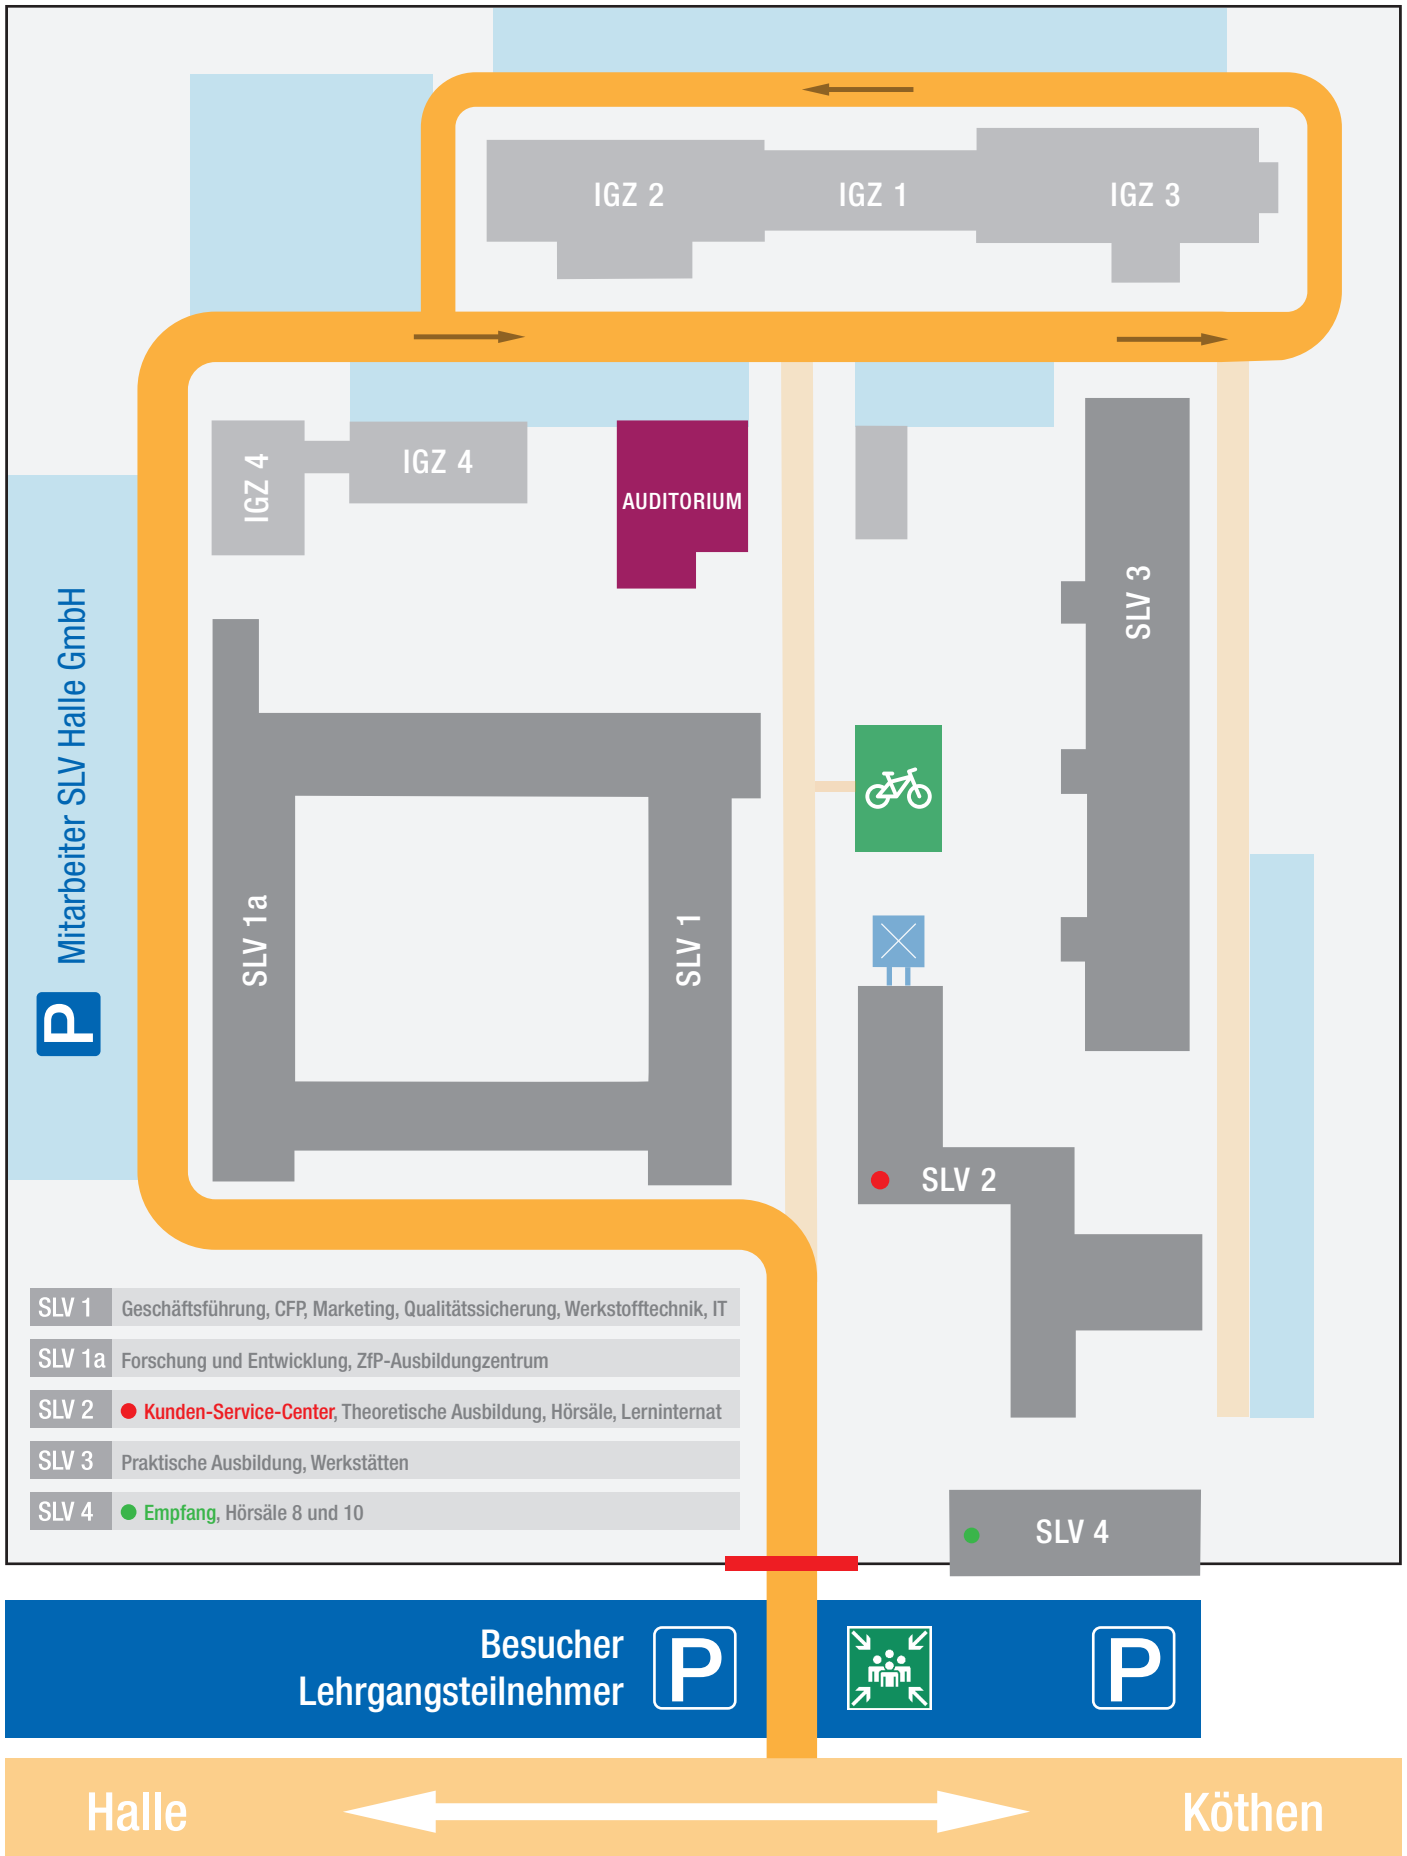 IGZ 2
IGZ 1
IGZ 3
IGZ 4
IGZ 4
AUDITORIUM
SLV 3
Mitarbeiter SLV Halle GmbH
P
SLV 1a
SLV 1
SLV 2
SLV 1 Geschäftsführung, CFP, Marketing, Qualitätssicherung, Werkstofftechnik, IT
SLV 1a Forschung und Entwicklung, ZfP-Ausbildungzentrum
SLV 2 Kunden-Service-Center, Theoretische Ausbildung, Hörsäle, Lerninternat
SLV 3 Praktische Ausbildung, Werkstätten
SLV 4 Empfang, Hörsäle 8 und 10
SLV 4
Besucher
Lehrgangsteilnehmer
P
P
Halle
Köthen